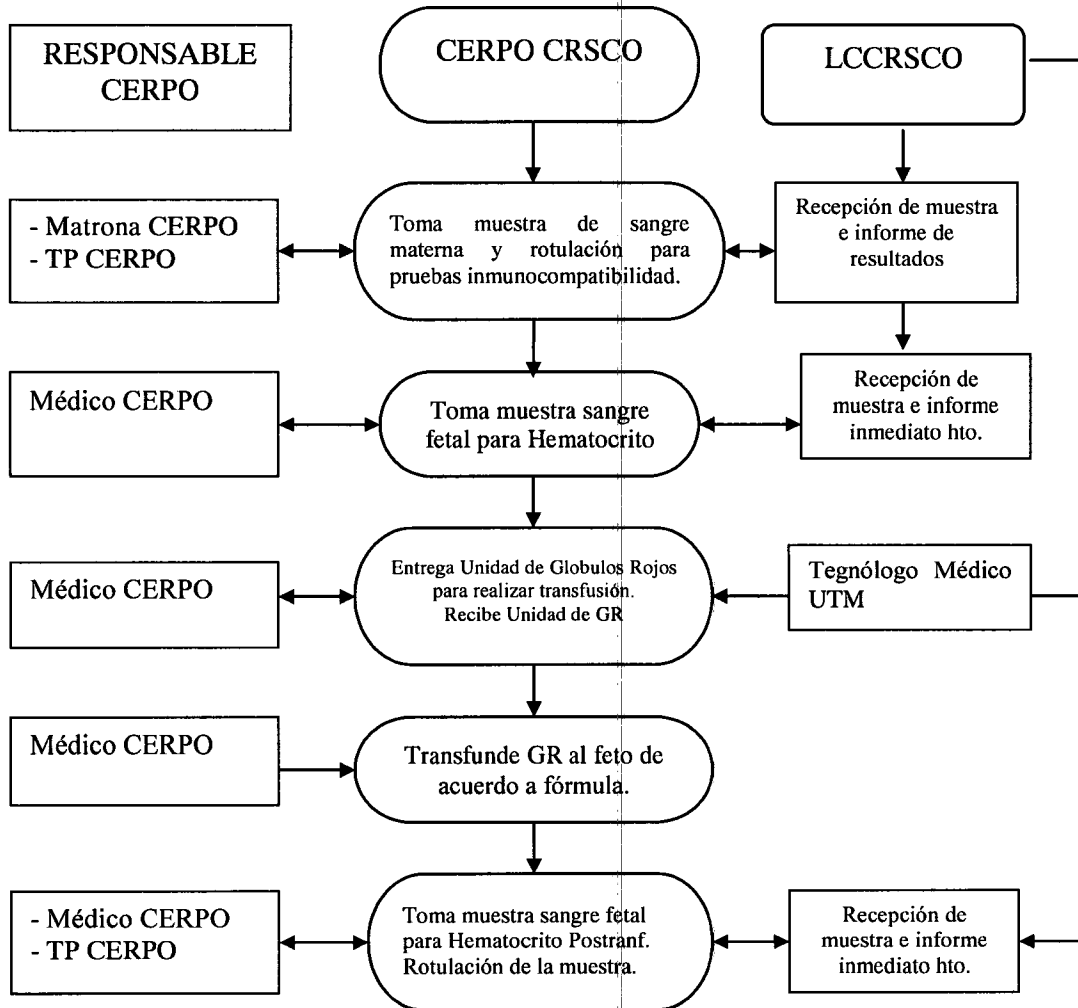 RESPONSABLE
CERPO
CERPO CRSCO
LCCRSCO
- Matrona CERPO
- TP CERPO
Toma muestra de sangre
materna y rotulación para
pruebas inmunocompatibilidad.
Recepción de muestra
e informe de
resultados
Médico CERPO
Toma muestra sangre
fetal para Hematocrito
Recepción de
muestra e informe
inmediato hto.
Médico CERPO
Entrega Unidad de Globulos Rojos
para realizar transfusión.
Recibe Unidad de GR
Tegnólogo Médico
UTM
Médico CERPO
Transfunde GR al feto de
acuerdo a fórmula.
- Médico CERPO
- TP CERPO
Toma muestra sangre fetal
para Hematocrito Postranf.
Rotulación de la muestra.
Recepción de
muestra e informe
inmediato hto.